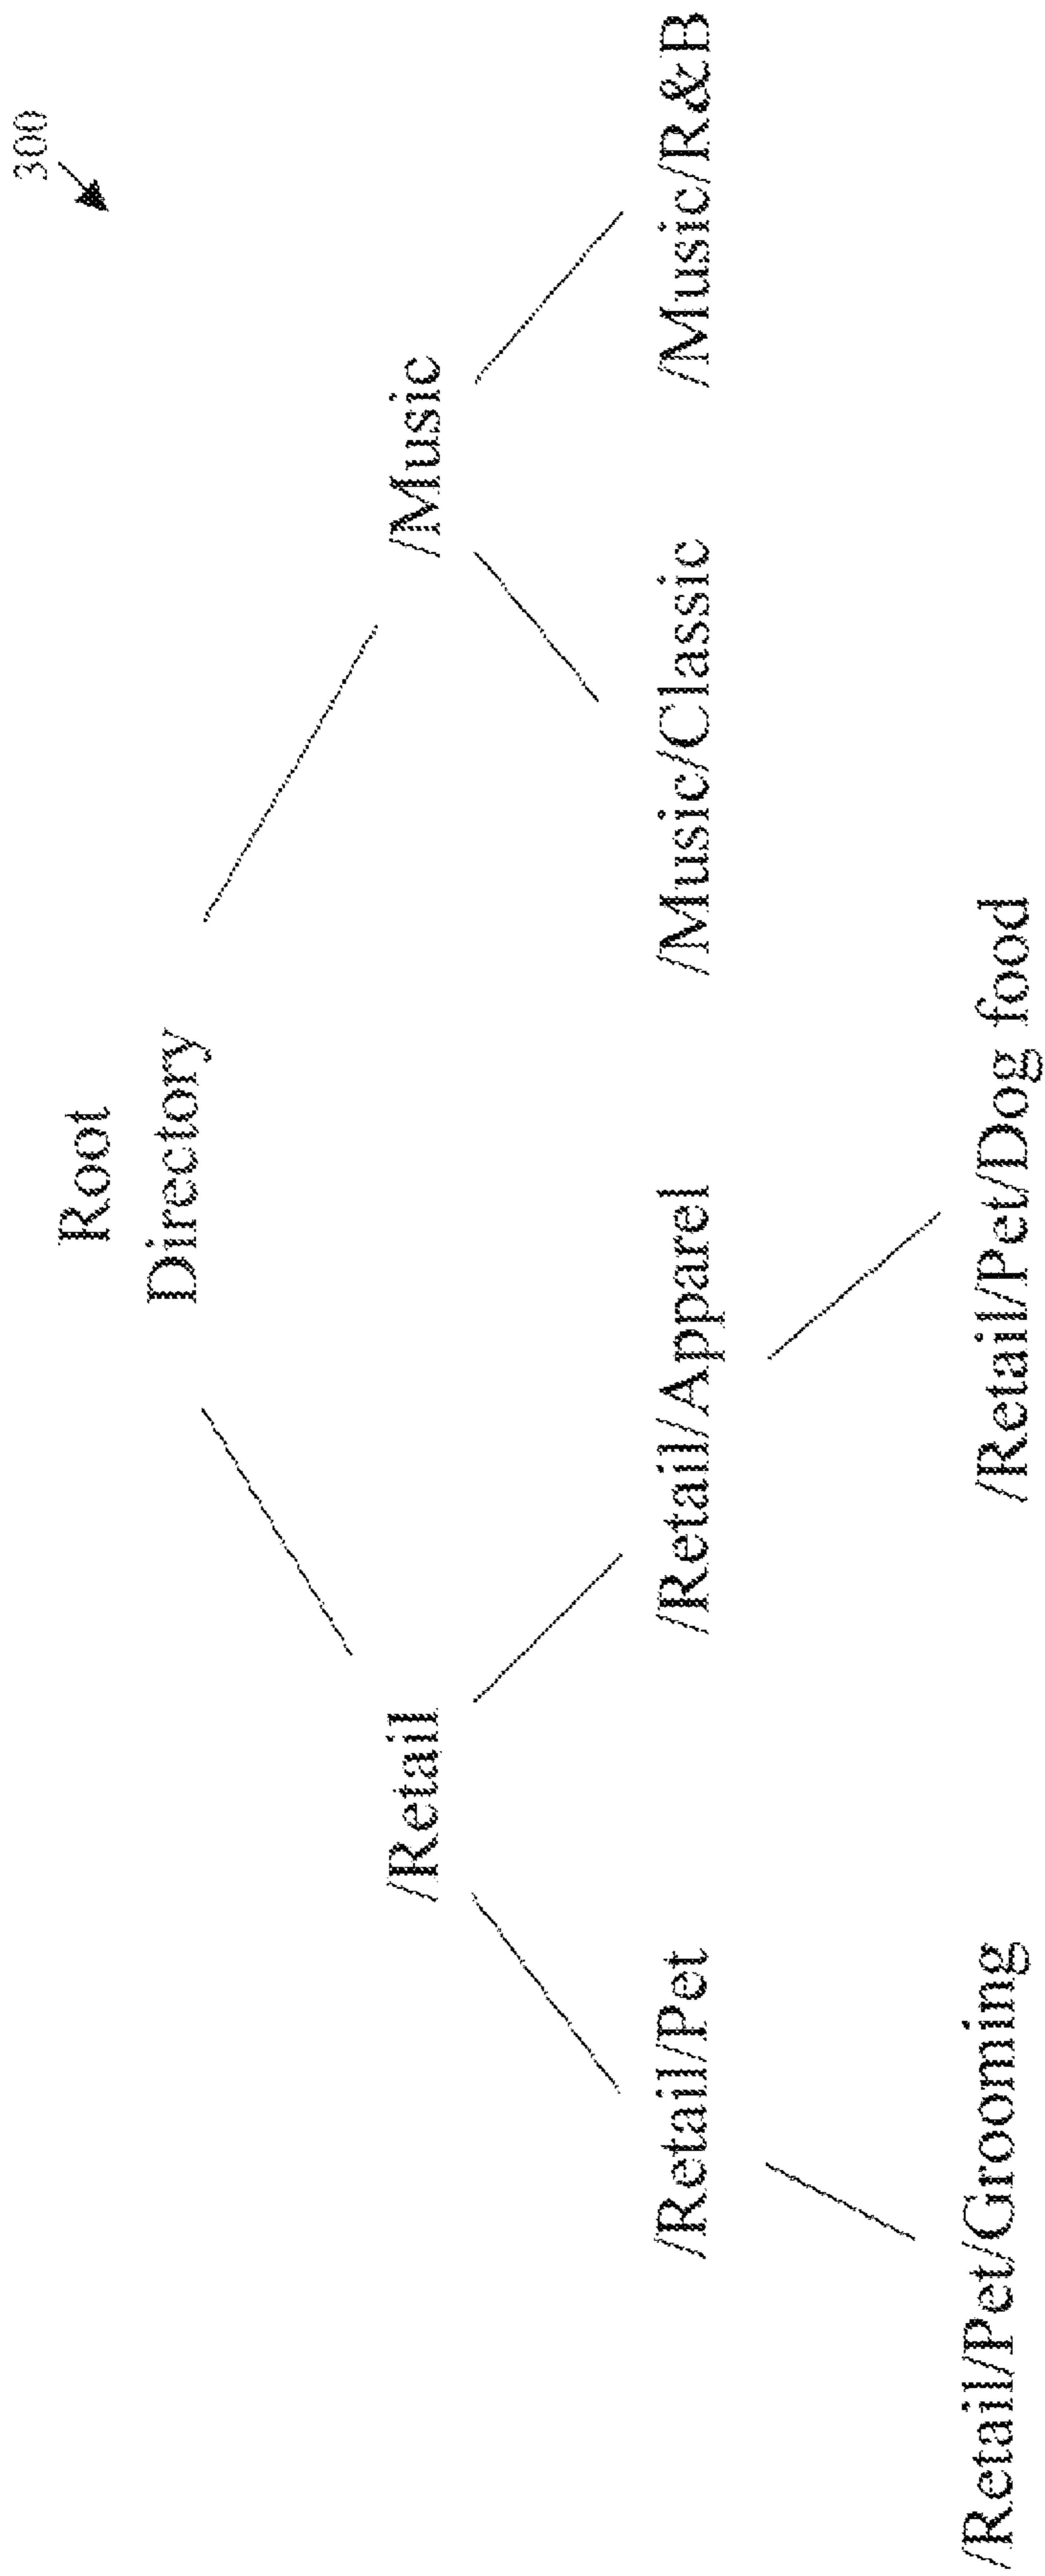 300
Root
Directory
/Retail
/Music
/Retail/Pet
/Retail/Apparel
/Music/Classic
/Music/R&B
/Retail/Pet/Grooming
/Retail/Pet/Dog food